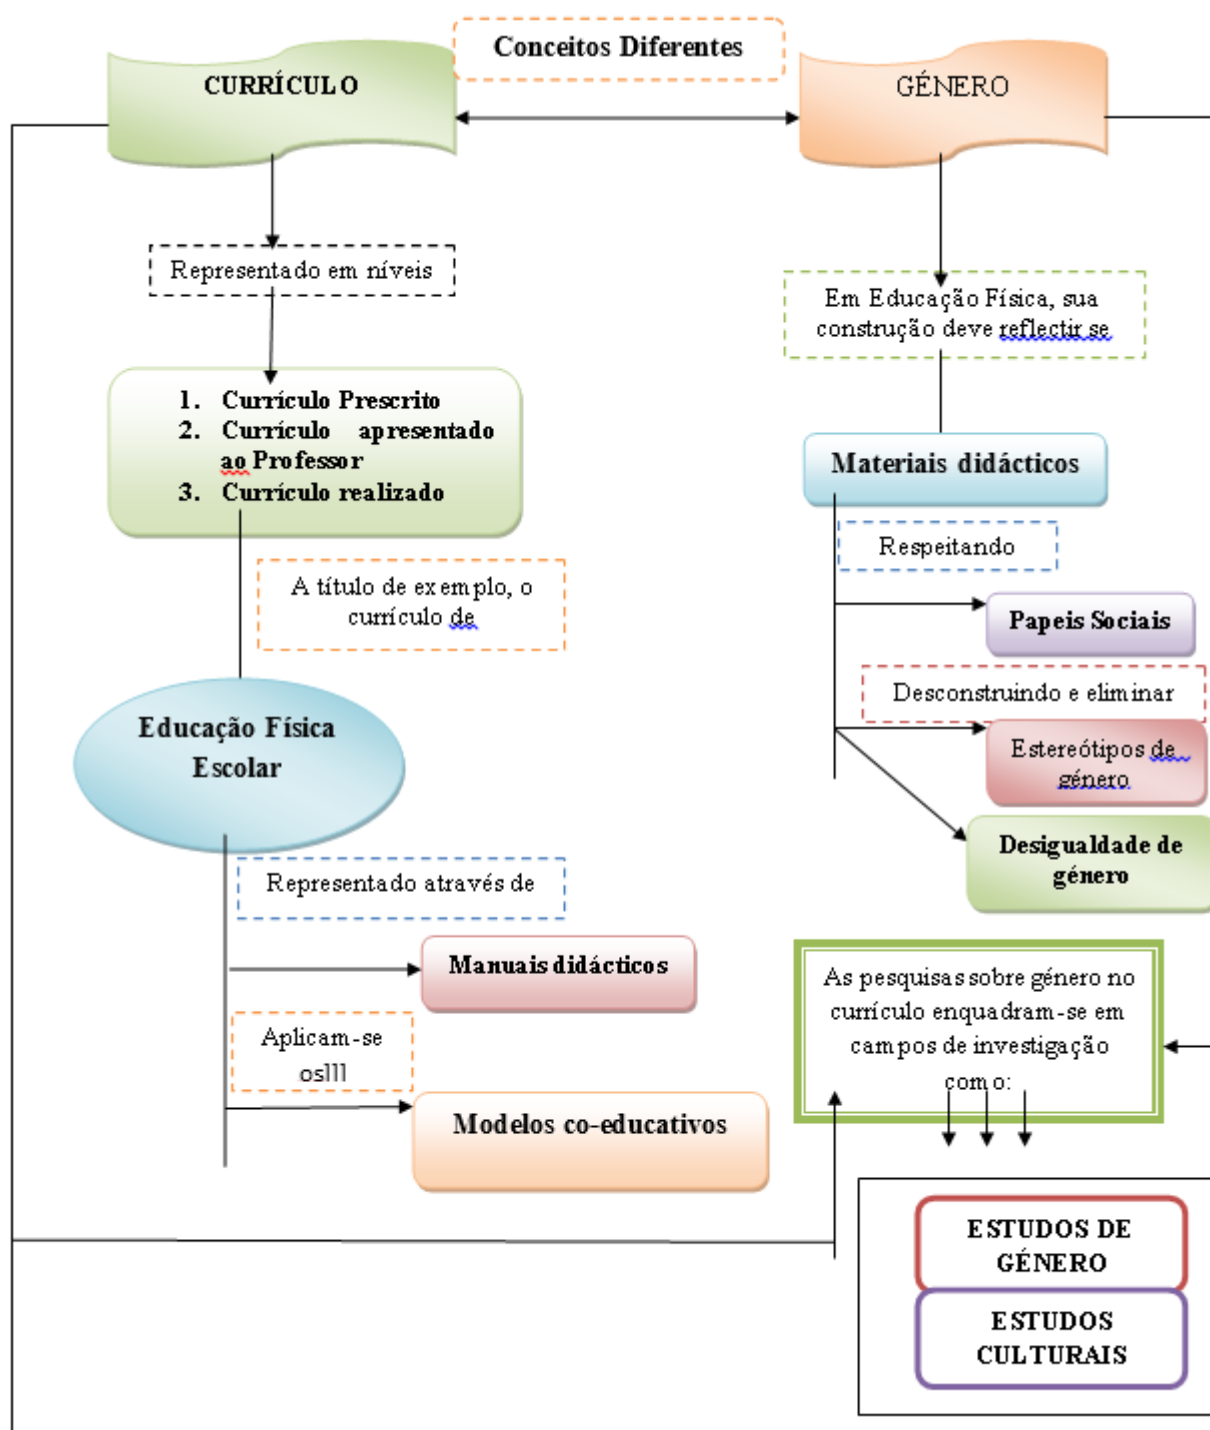 Conceitos Diferentes
CURRÍCULO
GÉNERO
Representado em níveis
Em Educação Física, sua
construção deve reflectir se
1. Currículo Prescrito
2. Currículo apresentado
ao Professor
3. Currículo realizado
Materiais didácticos
Respeitando
A título de exemplo, o
currículo de
Papeis Sociais
Desconstruindo e eliminar
Educação Física
Escolar
Estereótipos de
género
Desigualdade de
género
Representado através de
Manuais didácticos
As pesquisas sobre género no
currículo enquadram-se em
campos de investigação
como:
Aplicam-se
oslll
Modelos co-educativos
ESTUDOS DE
GÉNERO
ESTUDOS
CULTURAIS